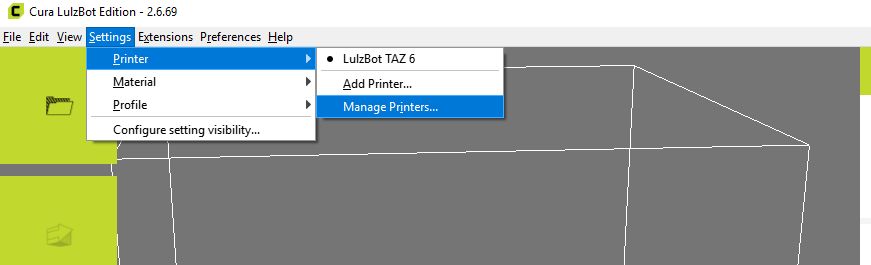 Cura LulzBot Edition - 2.6.69
File Edit View Settings Extensions Preferences Help
Printer
LulzBot TAZ 6
Material
Add Printer...
Profile
Manage Printers...
Configure setting visibility...